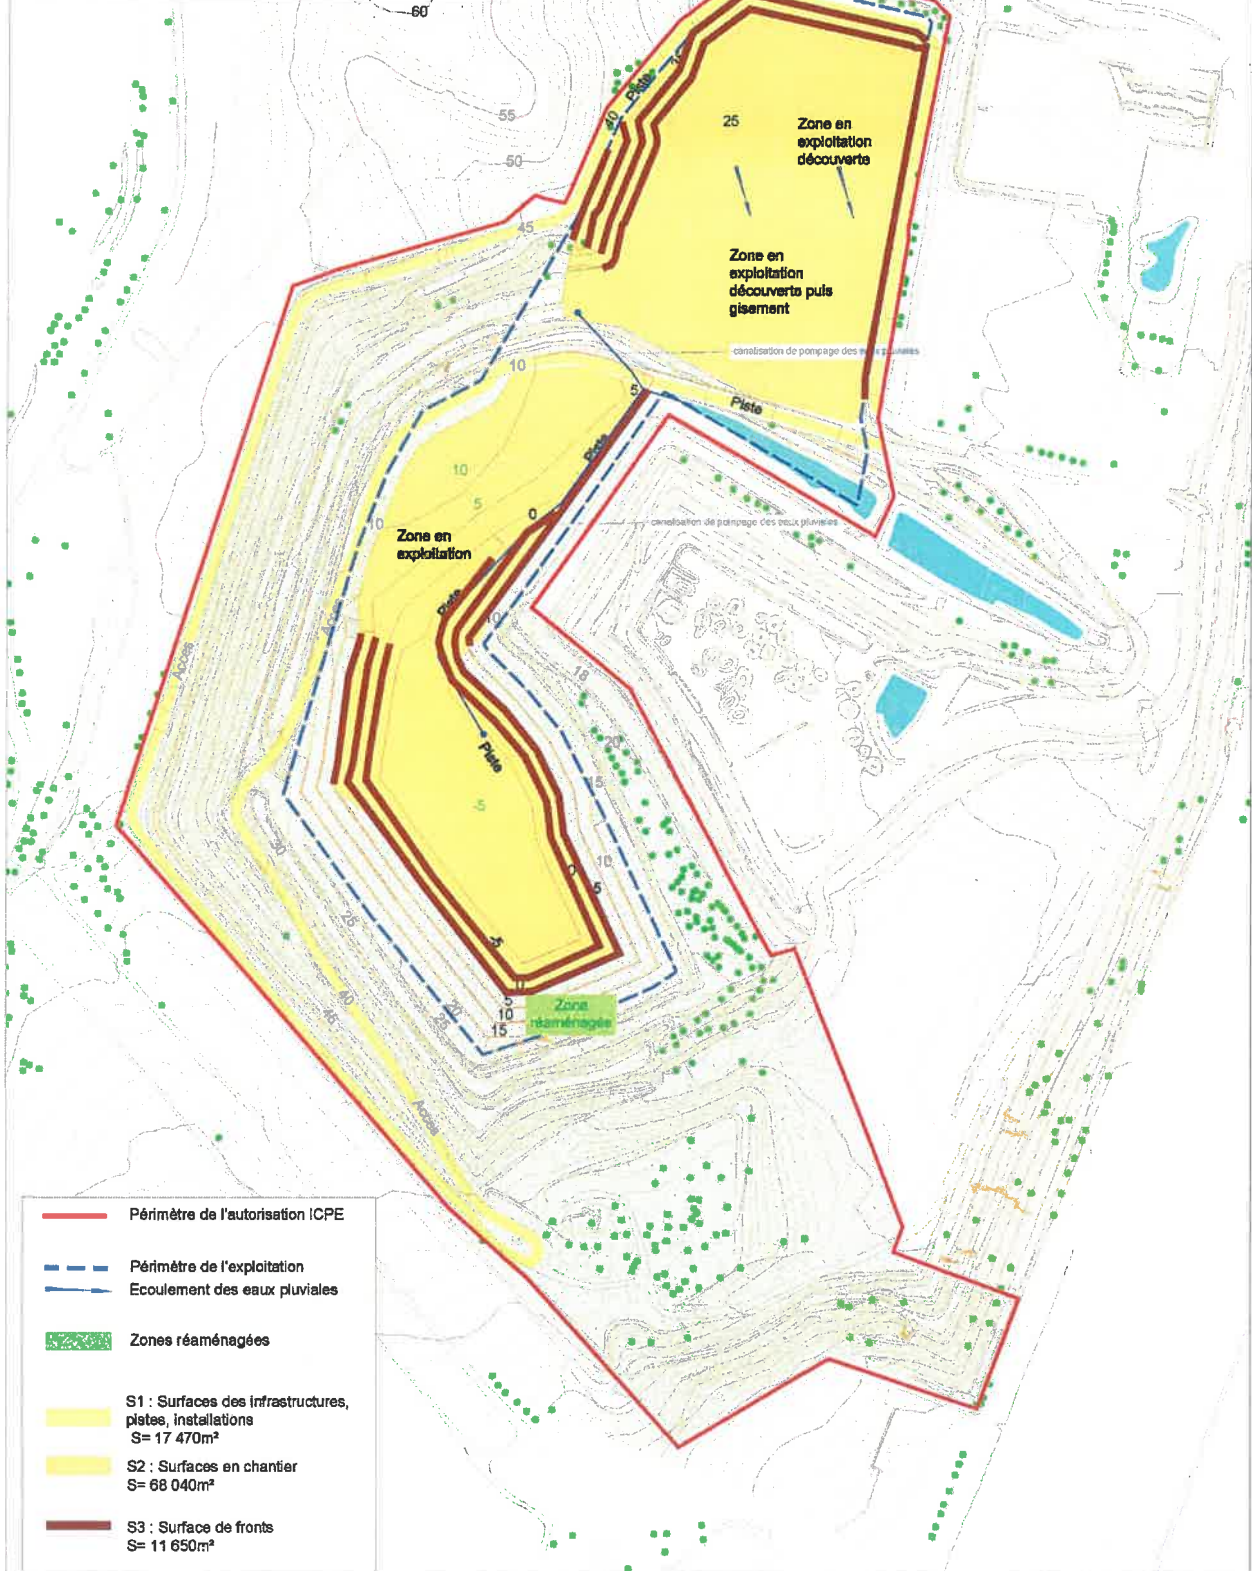 60
55
50
45
Piste
40
25
Zone en
exploitation
découverte
Zone en
exploitation
découverte puis
gisement
canalisation de pompage des eaux pluviales
10
5
Piste
Piste
10
5
0
10
canalisation de pompage des eaux pluviales
Zone en
exploitation
Piste
10
Accès
Accès
18
20
Piste
15
-5
30
10
0
5
25
-5
0
5
10
15
20
25
40
45
Zone
réaménagée
Accès
Périmètre de l'autorisation ICPE
Périmètre de l'exploitation
Ecoulement des eaux pluviales
Zones réaménagées
S1 : Surfaces des infrastructures,
pistes, installations
S= 17 470m²
S2 : Surfaces en chantier
S= 68 040m²
S3 : Surface de fronts
S= 11 650m²